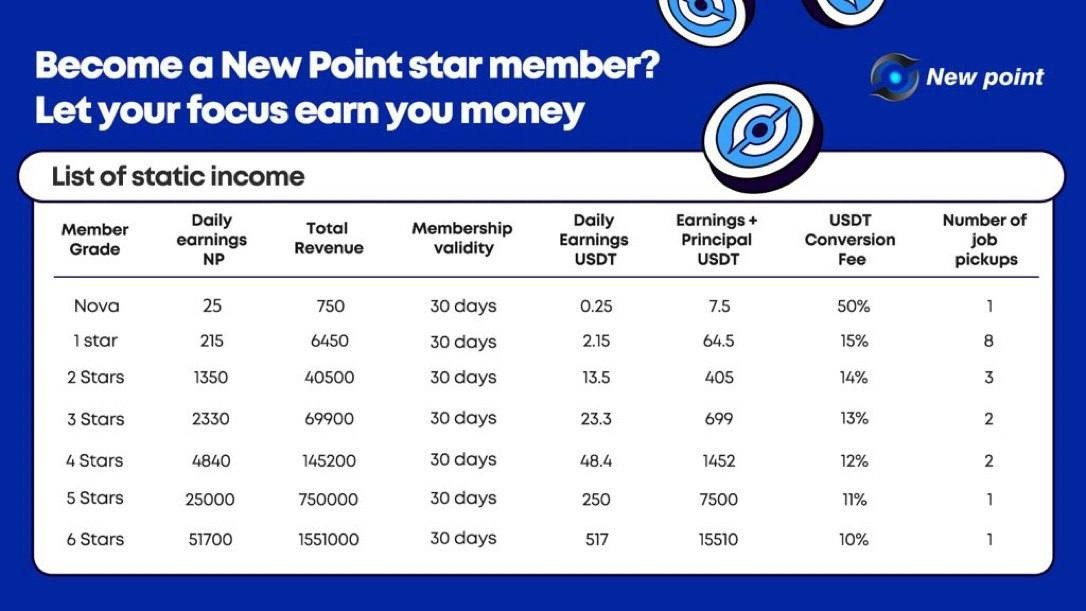 Become a New Point star member?
Let your focus earn you money
New point
List of static income
Member Grade | Daily earnings NP | Total Revenue | Membership validity | Daily Earnings USDT | Earnings + Principal USDT | USDT Conversion Fee | Number of job pickups
Nova 25 750 30 days 0.25 7.5 50% 1
1 star 215 6450 30 days 2.15 64.5 15% 8
2 Stars 1350 40500 30 days 13.5 405 14% 3
3 Stars 2330 69900 30 days 23.3 699 13% 2
4 Stars 4840 145200 30 days 48.4 1452 12% 2
5 Stars 25000 750000 30 days 250 7500 11% 1
6 Stars 51700 1551000 30 days 517 15510 10% 1